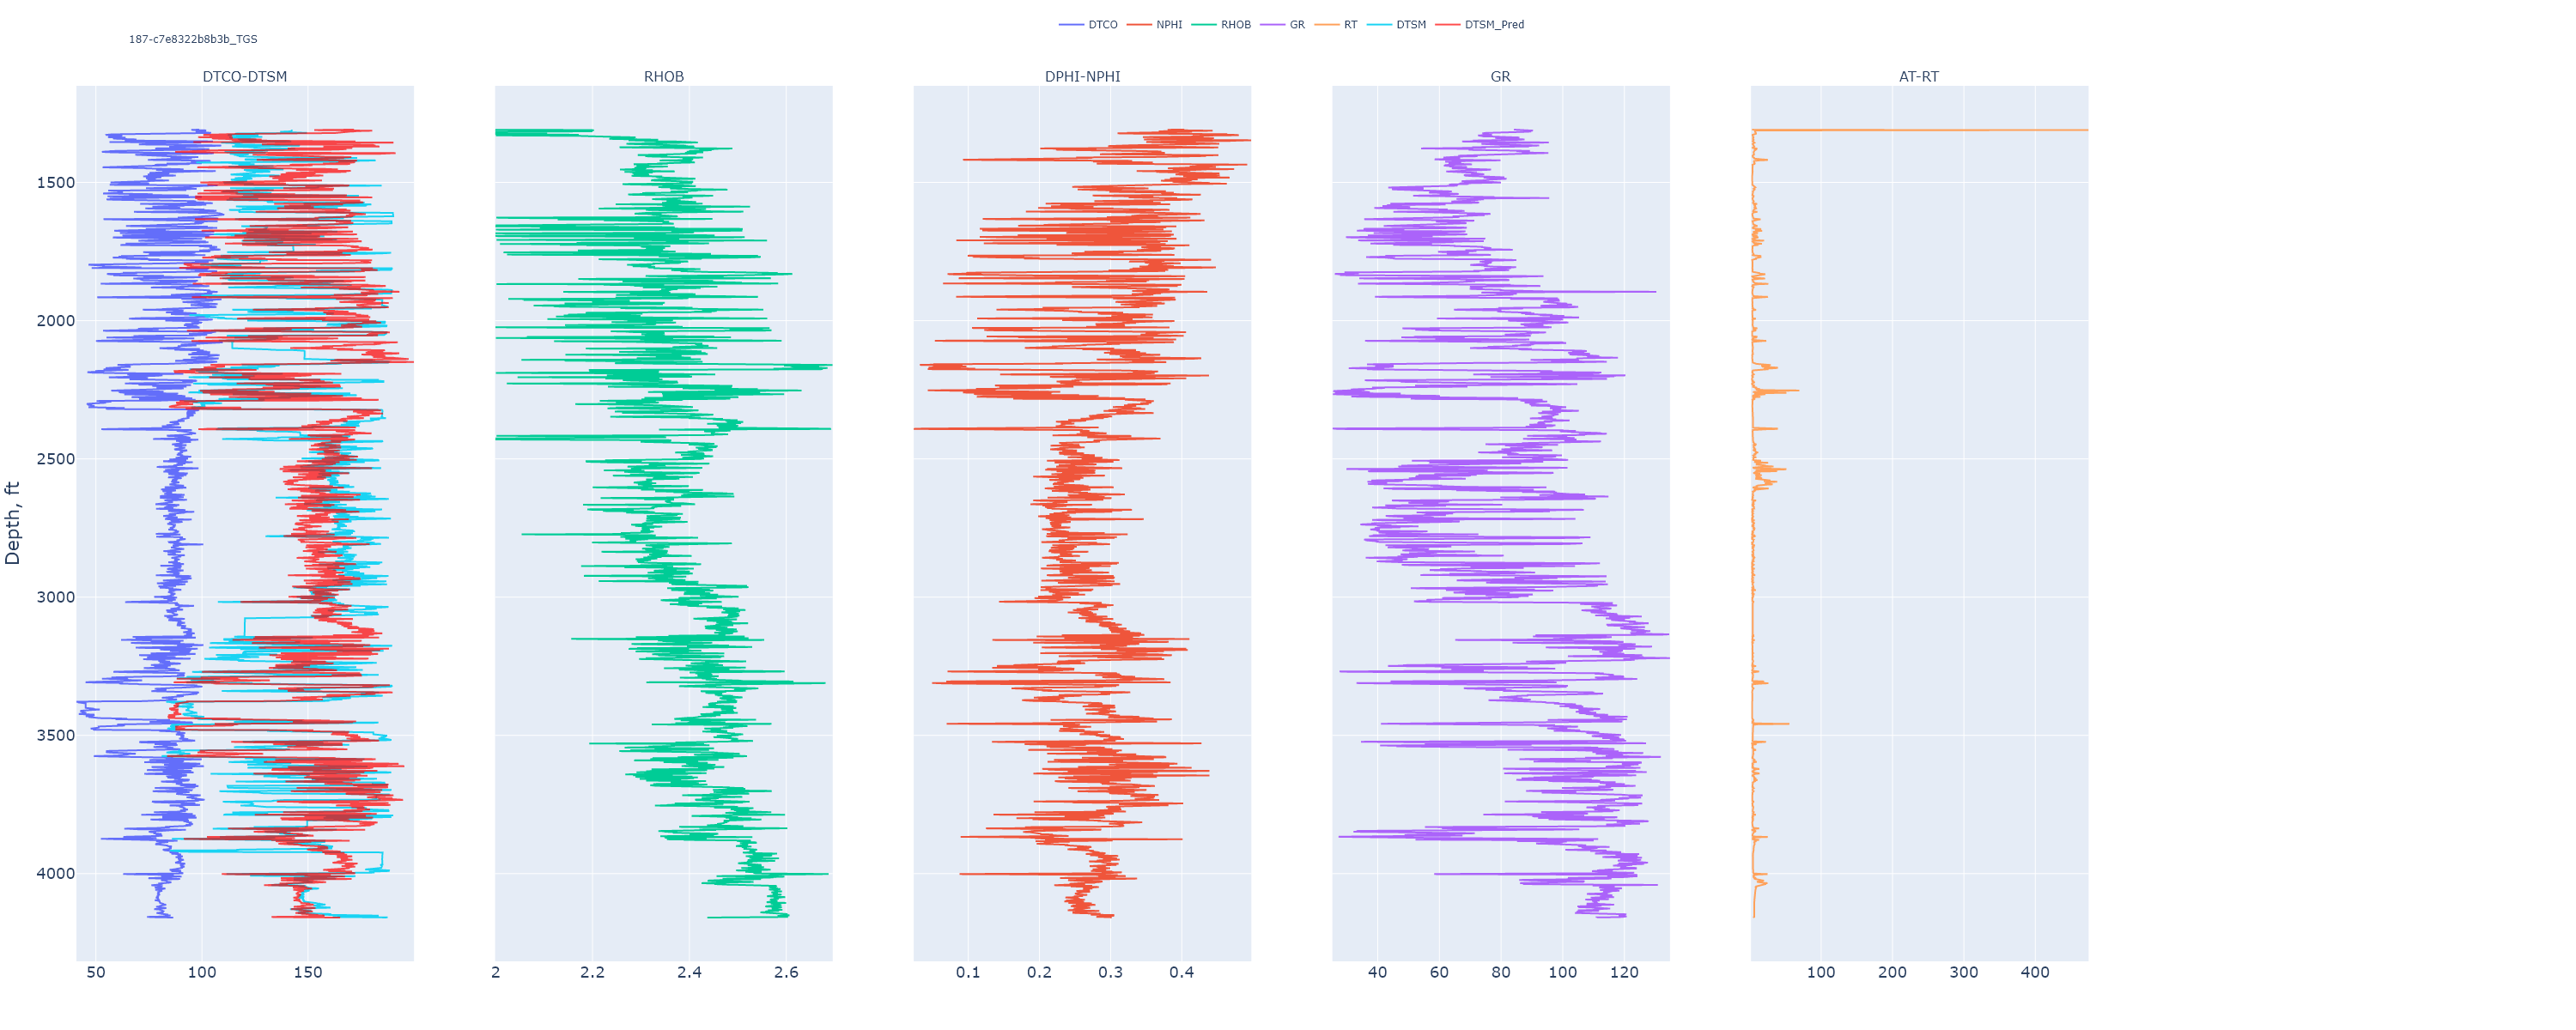 DTCO NPHI RHOB GR RT DTSM DTSM_Pred
187-c7e8322b8b3b_TGS
DTCO-DTSM RHOB DPHI-NPHI GR AT-RT
Depth, ft
1500
2000
2500
3000
3500
4000
50 100 150 2 2.2 2.4 2.6 0.1 0.2 0.3 0.4 40 60 80 100 120 100 200 300 400